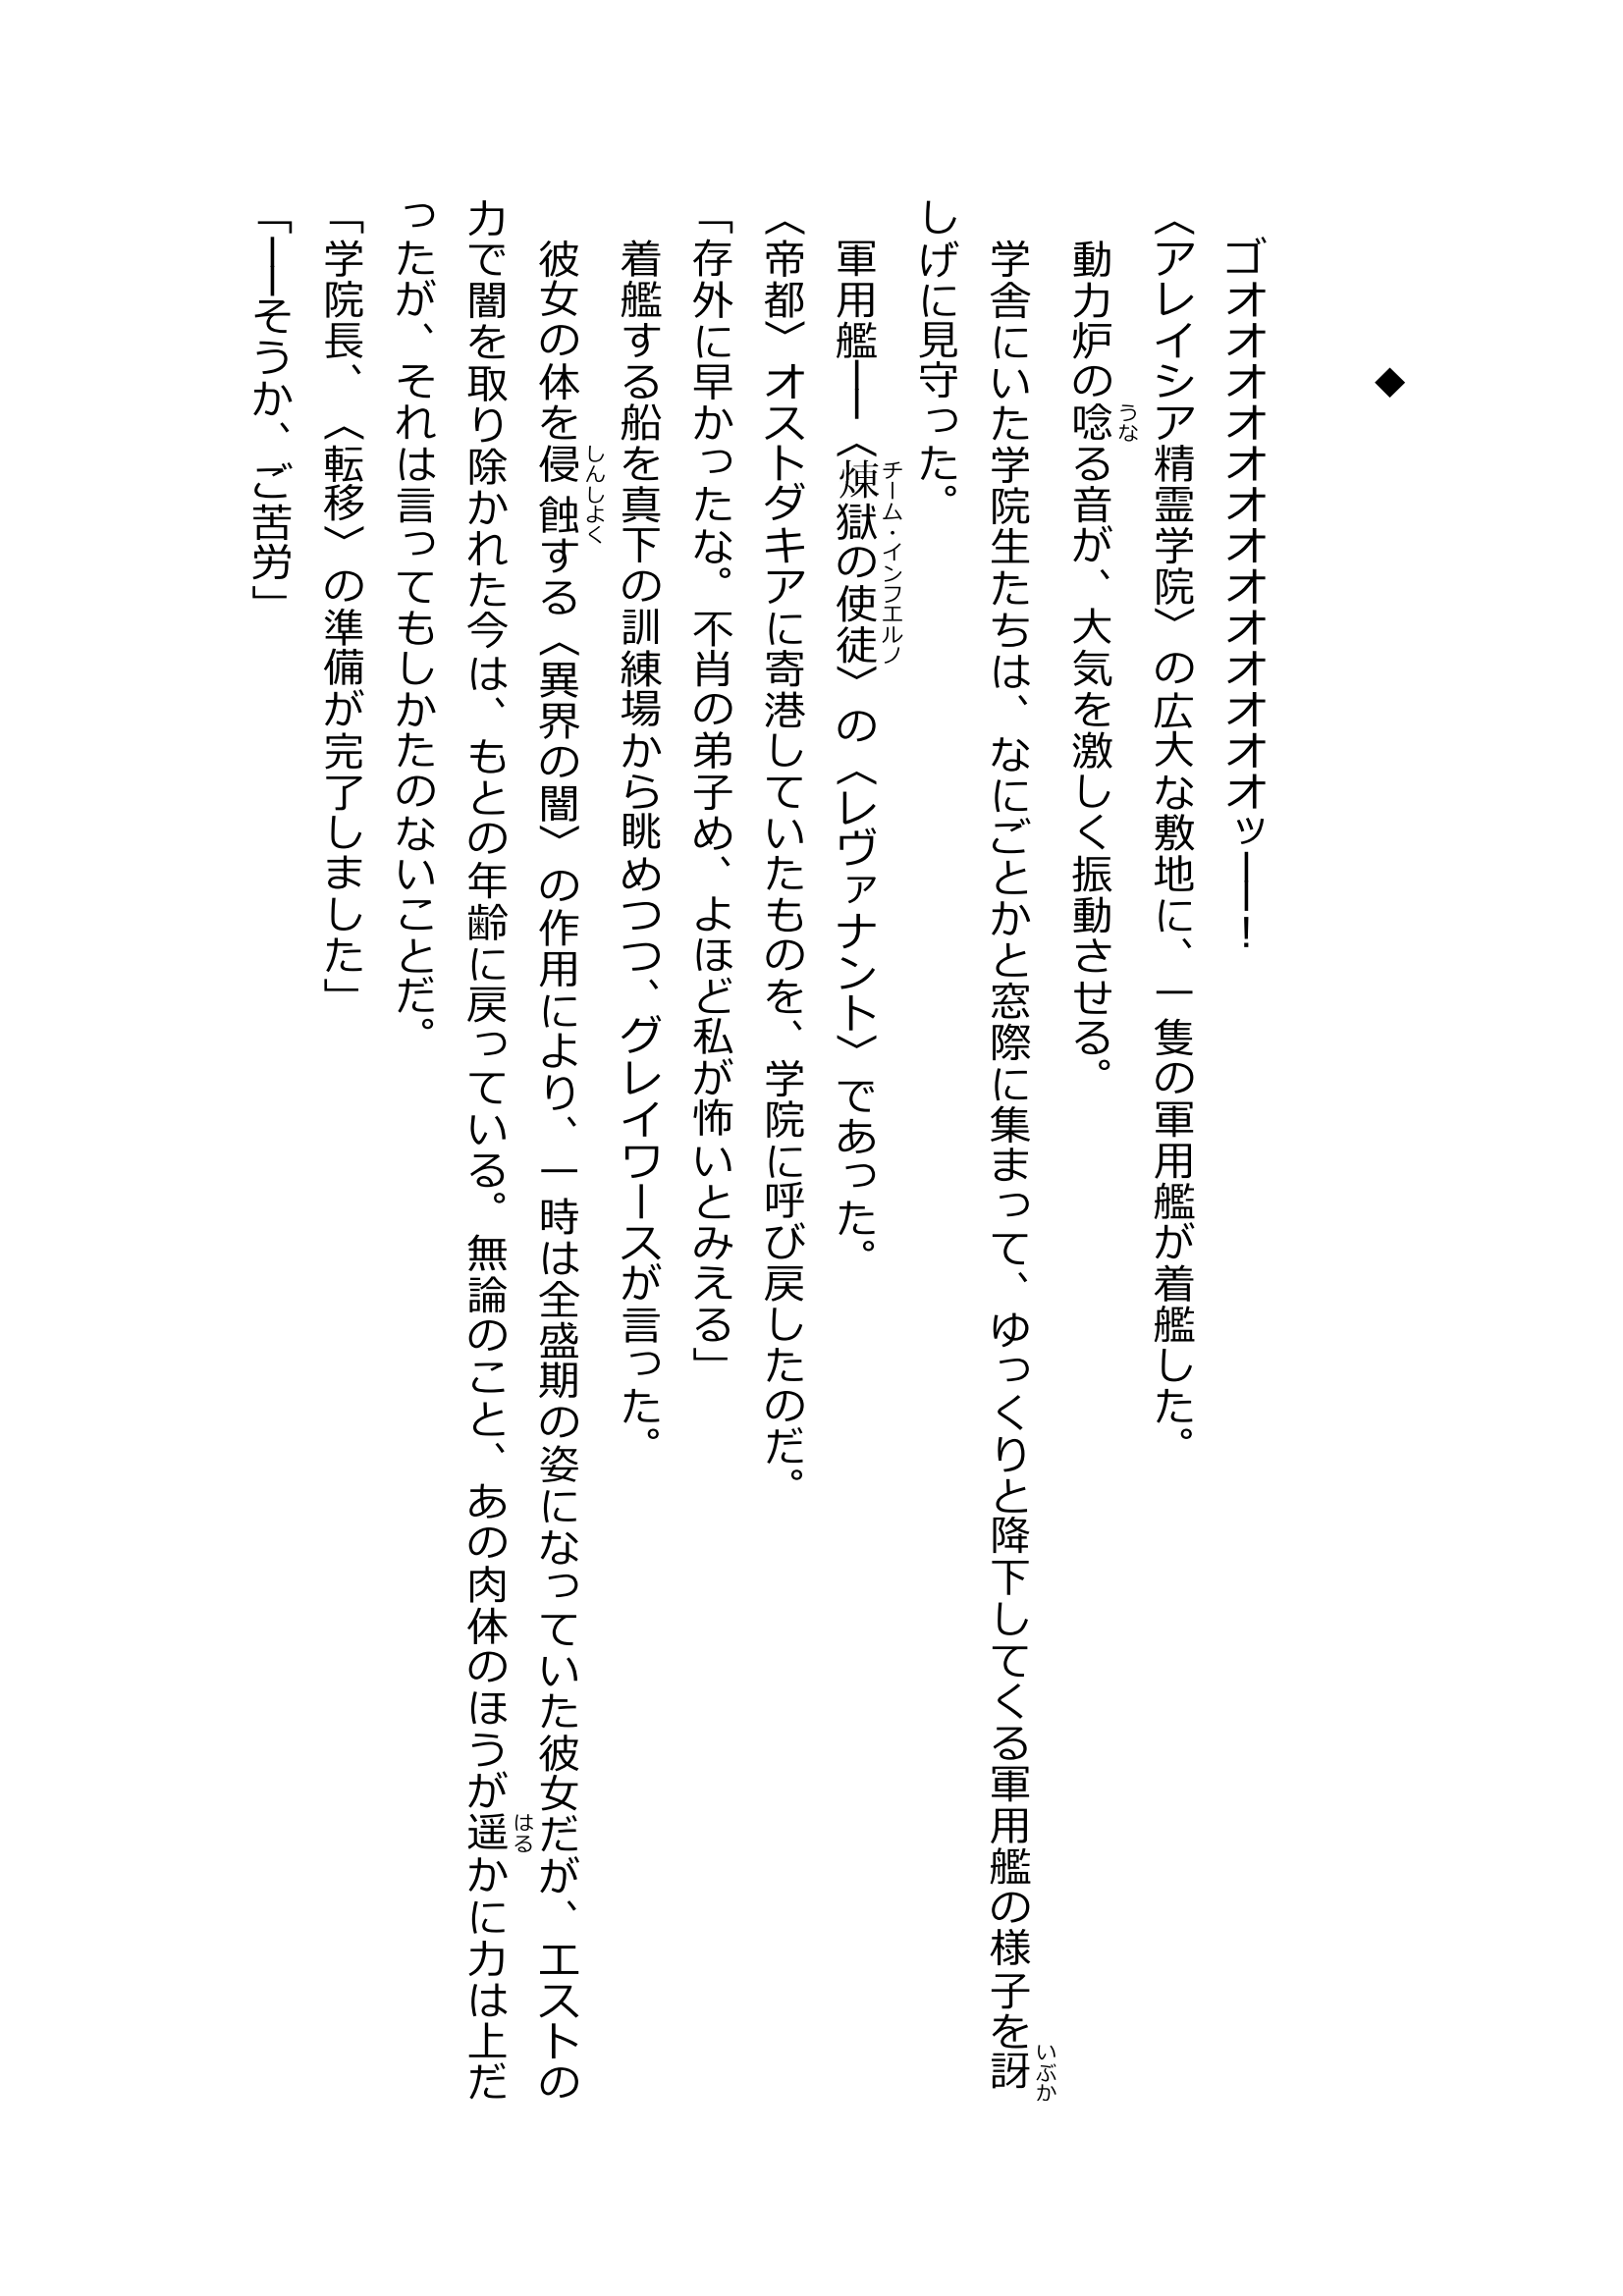 ◆
ゴオオオオオオオオオオオオオッ――！
〈アレイシア精霊学院〉の広大な敷地に、一隻の軍用艦が着艦した。
動力炉の唸る音が、大気を激しく振動させる。
うな
学舎にいた学院生たちは、なにごとかと窓際に集まって、ゆっくりと降下してくる軍用艦の様子を訝
いぶか
しげに見守った。
軍用艦――〈煉獄の使徒〉の〈レヴァナント〉であった。
チーム・インフエルノ
〈帝都〉オストダキアに寄港していたものを、学院に呼び戻したのだ。
「存外に早かったな。不肖の弟子め、よほど私が怖いとみえる」
着艦する船を真下の訓練場から眺めつつ、グレイワースが言った。
彼女の体を侵蝕する〈異界の闇〉の作用により、一時は全盛期の姿になっていた彼女だが、エストの
しんしよく
力で闇を取り除かれた今は、もとの年齢に戻っている。無論のこと、あの肉体のほうが遥かに力は上だ
はる
ったが、それは言ってもしかたのないことだ。
「学院長、〈転移〉の準備が完了しました」
「――そうか、ご苦労」